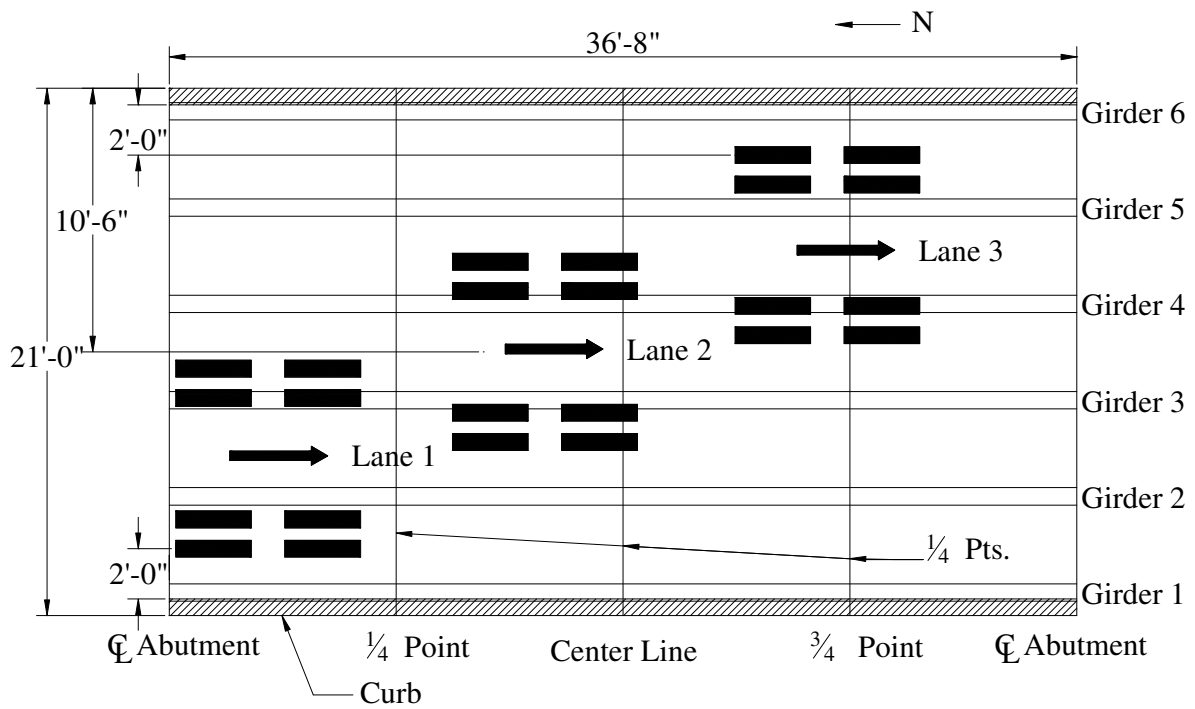 N
36'-8"
Girder 6
2'-0"
Girder 5
10'-6"
Lane 3
Girder 4
Lane 2
21'-0"
Girder 3
Lane 1
Girder 2
¼ Pts.
2'-0"
Girder 1
℄ Abutment
¼ Point
Center Line
¾ Point
℄ Abutment
Curb